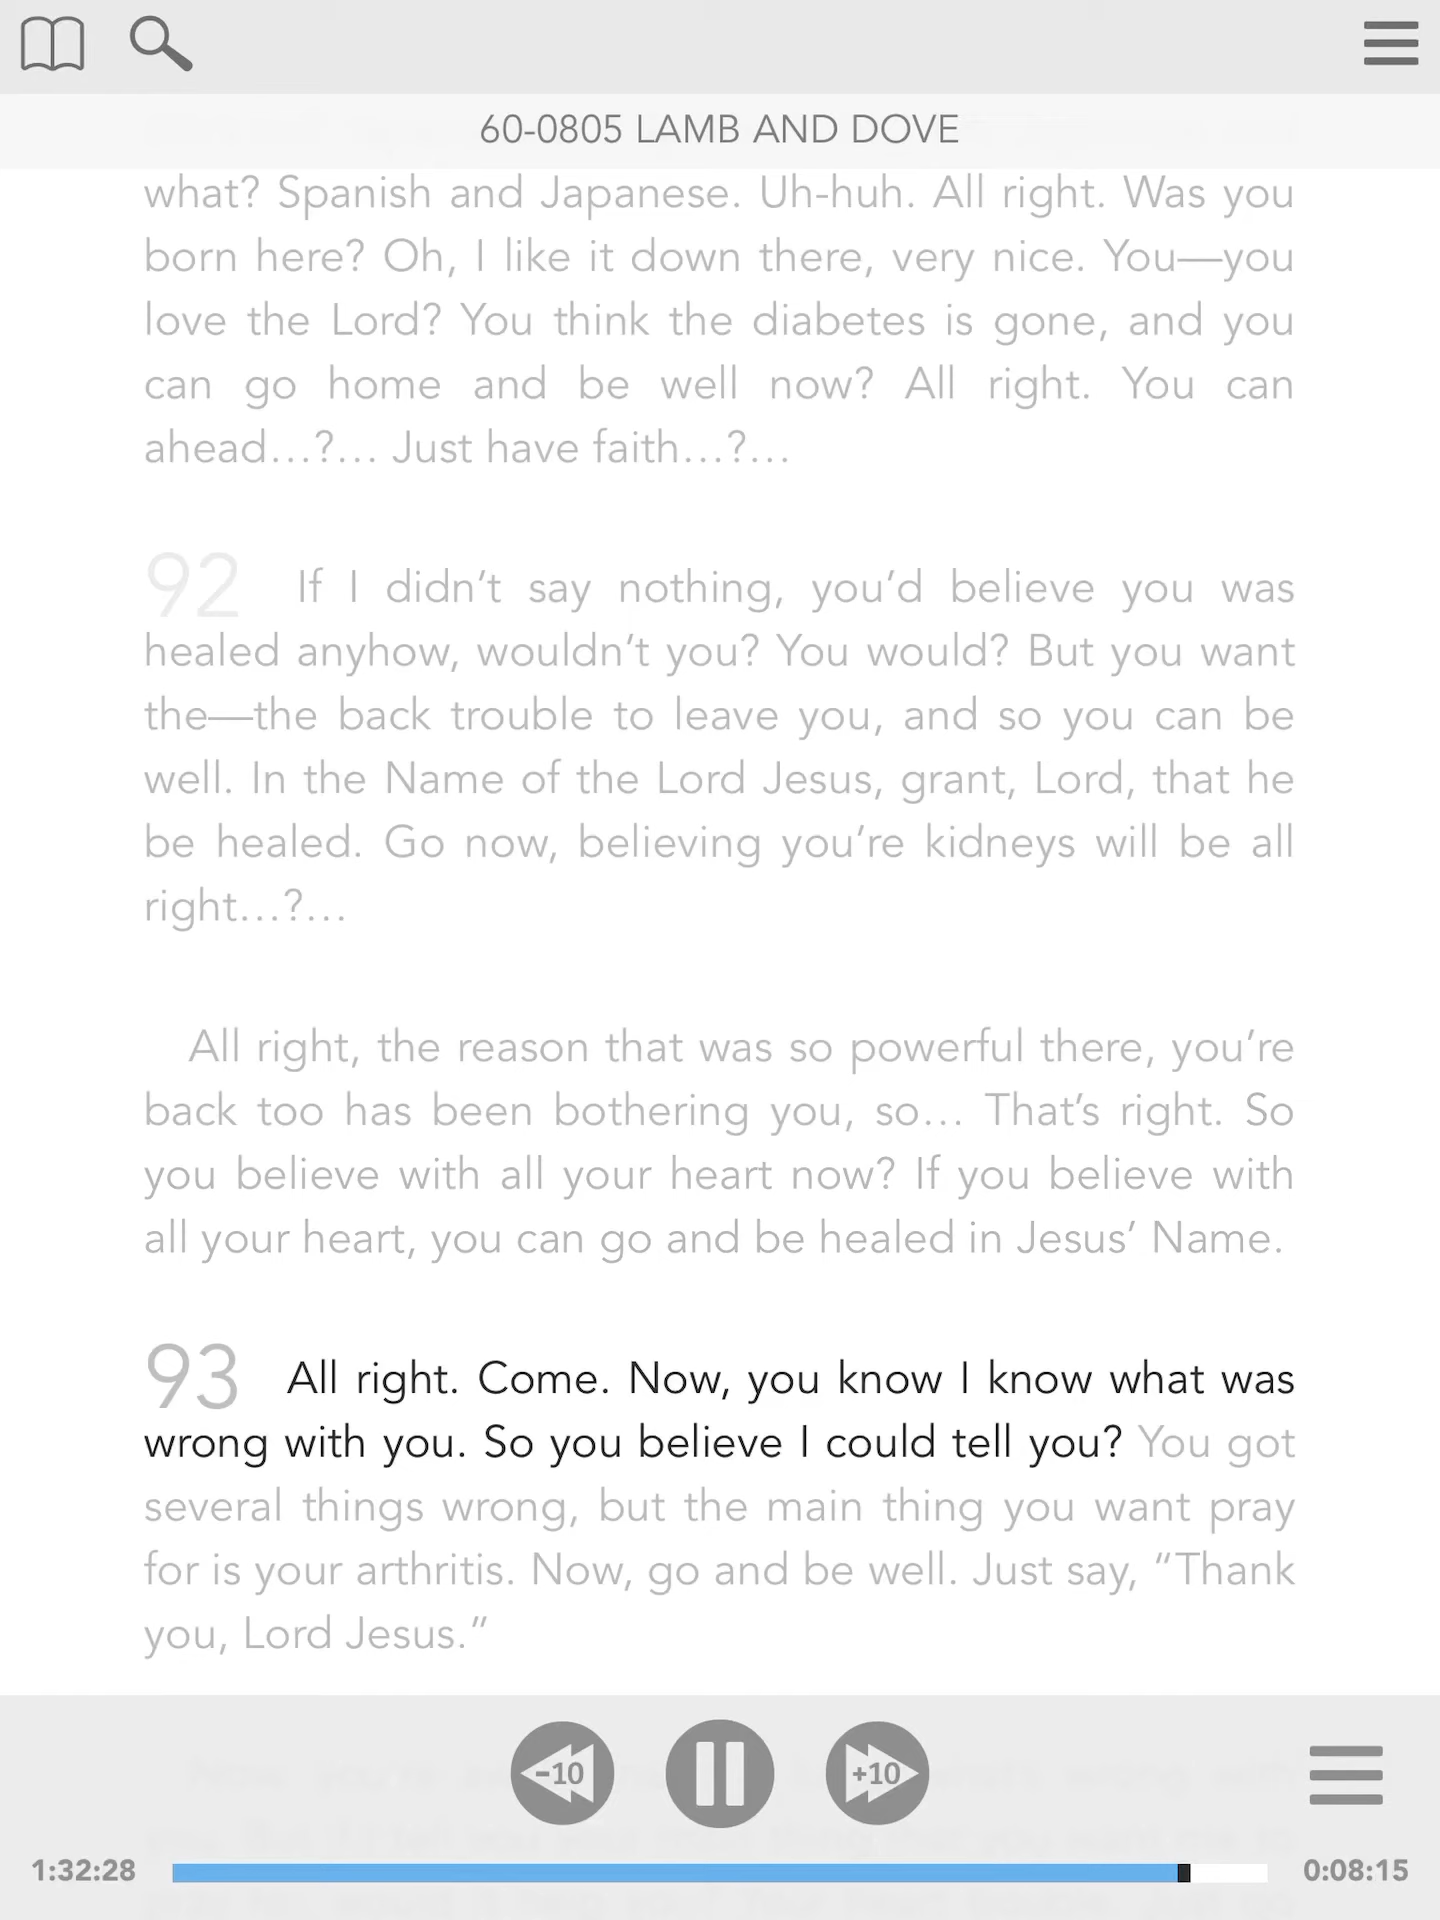 60-0805 LAMB AND DOVE
what? Spanish and Japanese. Uh-huh. All right. Was you
born here? Oh, I like it down there, very nice. You—you
love the Lord? You think the diabetes is gone, and you
can go home and be well now? All right. You can
ahead…?… Just have faith…?…
92 If I didn’t say nothing, you’d believe you was
healed anyhow, wouldn’t you? You would? But you want
the—the back trouble to leave you, and so you can be
well. In the Name of the Lord Jesus, grant, Lord, that he
be healed. Go now, believing you’re kidneys will be all
right…?…
All right, the reason that was so powerful there, you’re
back too has been bothering you, so… That’s right. So
you believe with all your heart now? If you believe with
all your heart, you can go and be healed in Jesus’ Name.
93 All right. Come. Now, you know I know what was
wrong with you. So you believe I could tell you? You got
several things wrong, but the main thing you want pray
for is your arthritis. Now, go and be well. Just say, “Thank
you, Lord Jesus.”
-10 +10
1:32:28 0:08:15